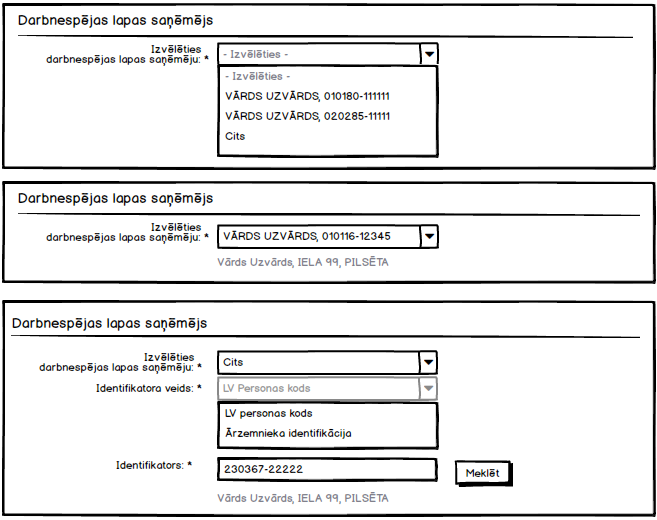 Darbnespējas lapas saņēmējs
Izvēlēties
darbnespējas lapas saņēmēju: *
- Izvēlēties -
- Izvēlēties -
VĀRDS UZVĀRDS, 010180-111111
VĀRDS UZVĀRDS, 020285-11111
Cits
Darbnespējas lapas saņēmējs
Izvēlēties
darbnespējas lapas saņēmēju: *
VĀRDS UZVĀRDS, 010116-12345
Vārds Uzvārds, IELA 99, PILSĒTA
Darbnespējas lapas saņēmējs
Izvēlēties
darbnespējas lapas saņēmēju: *
Cits
Identifikatora veids: *
LV Personas kods
LV personas kods
Ārzemnieka identifikācija
Identifikators: *
230367-22222
Meklēt
Vārds Uzvārds, IELA 99, PILSĒTA